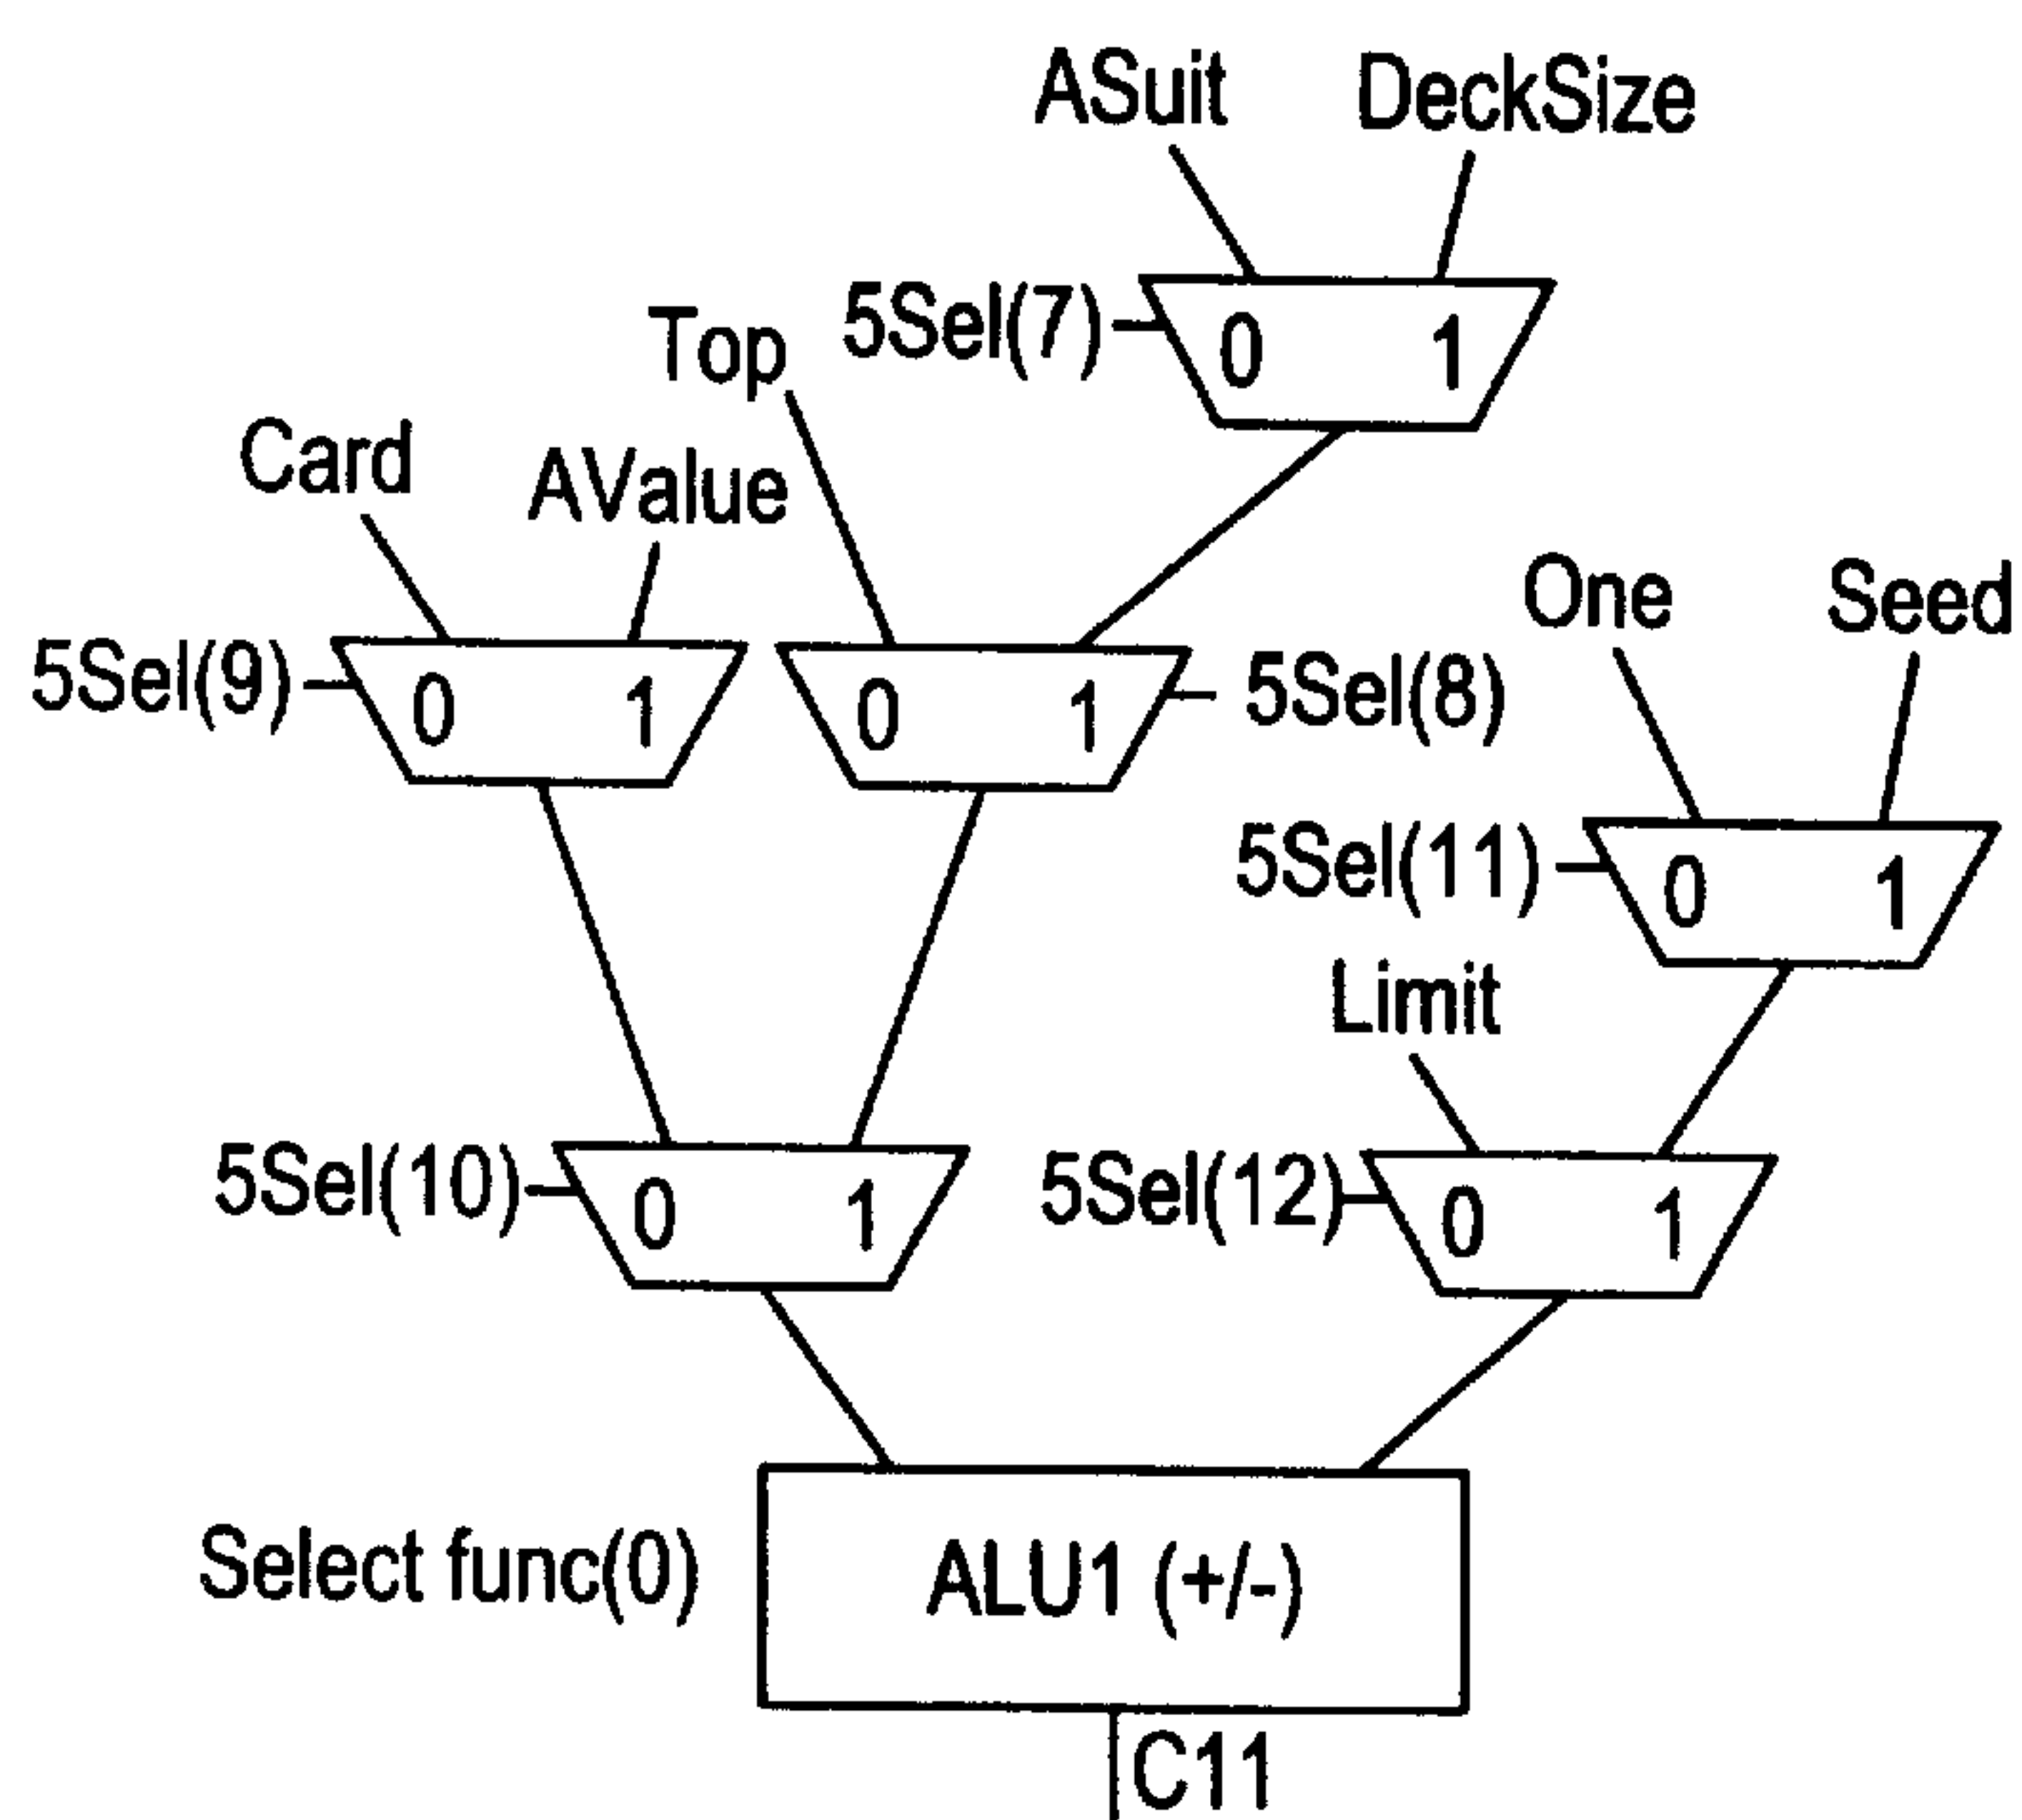 ASuit DeckSize
5Sel(7) 0 1
Top
Card AValue
One Seed
5Sel(9) 0 1 0 1 5Sel(8)
5Sel(11) 0 1
Limit
5Sel(10) 0 1 5Sel(12) 0 1
Select func(0) ALU1 (+/-)
C11